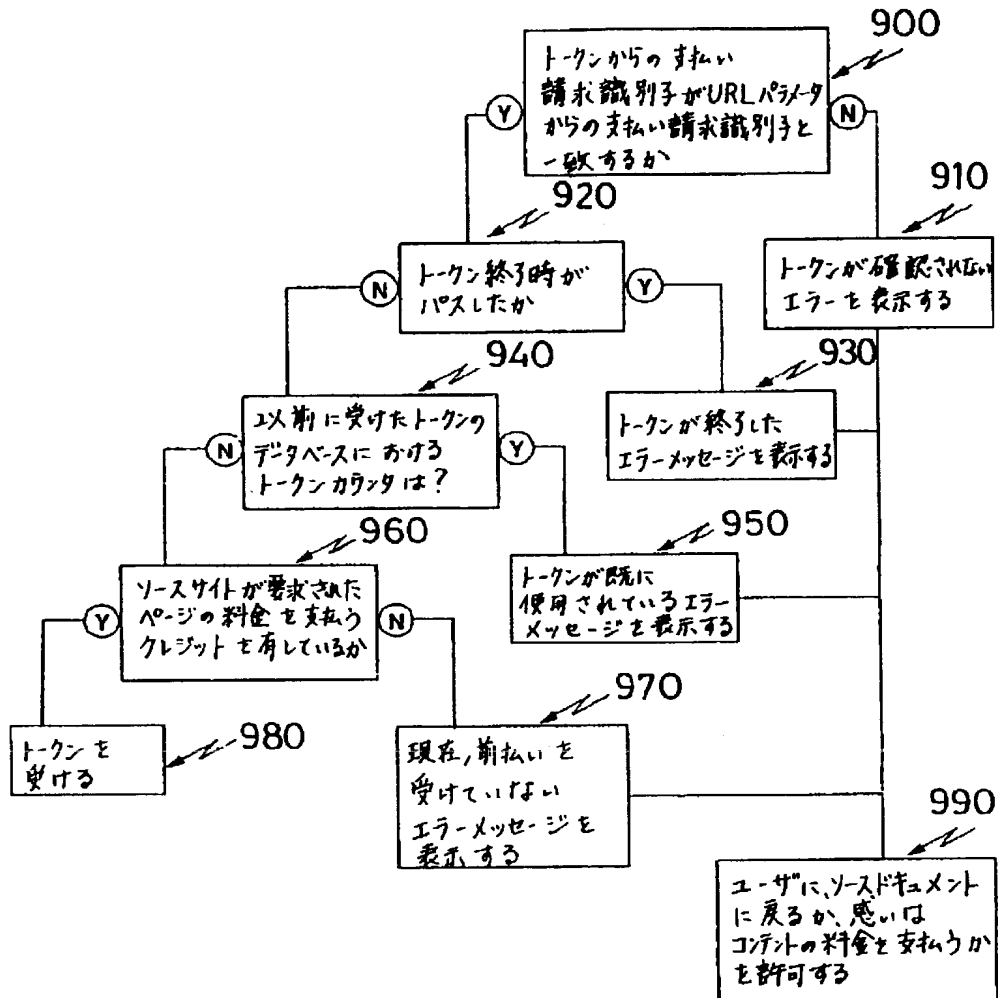 900
トークンからの支払い
請求識別子がURLパラメータ
からの支払い請求識別子と
一致するか
Y
N
920
910
トークン終了時が
パスしたか
N
Y
トークンが確認されない
エラーを表示する
940
930
以前に受けたトークンの
データベースにおける
トークンカウンタは?
N
Y
トークンが終了した
エラーメッセージを表示する
960
950
ソースサイトが要求された
ページの料金を支払う
クレジットを有しているか
Y
N
トークンが既に
使用されているエラー
メッセージを表示する
970
980
トークンを
受ける
現在,前払いを
受けていない
エラーメッセージを
表示する
990
ユーザに、ソースドキュメント
に戻るか、惑いは
コンテントの料金を支払うか
を許可する